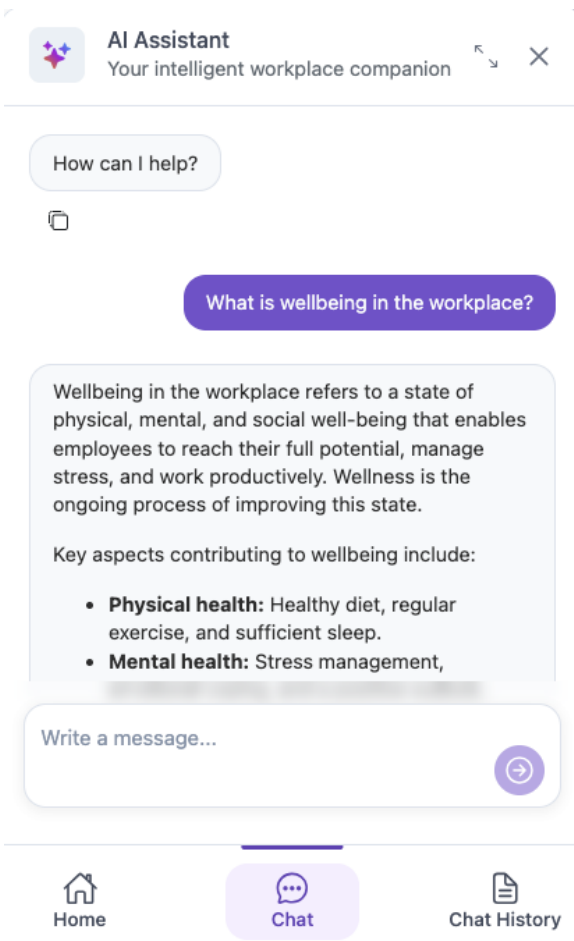 AI Assistant
Your intelligent workplace companion
How can I help?
What is wellbeing in the workplace?
Wellbeing in the workplace refers to a state of
physical, mental, and social well-being that enables
employees to reach their full potential, manage
stress, and work productively. Wellness is the
ongoing process of improving this state.
Key aspects contributing to wellbeing include:
• Physical health: Healthy diet, regular
exercise, and sufficient sleep.
• Mental health: Stress management,
Write a message...
Home
Chat
Chat History